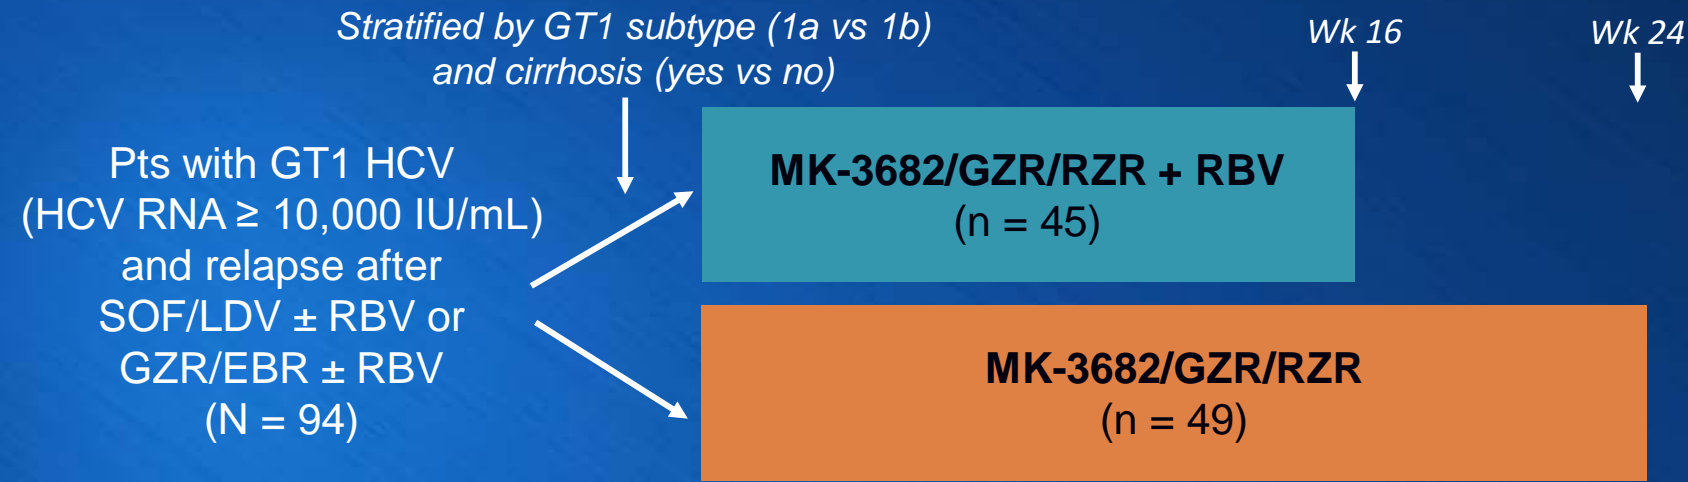 Stratified by GT1 subtype (1a vs 1b)
and cirrhosis (yes vs no)
Wk 16
Wk 24
Pts with GT1 HCV
(HCV RNA ≥ 10,000 IU/mL)
and relapse after
SOF/LDV ± RBV or
GZR/EBR ± RBV
(N = 94)
MK-3682/GZR/RZR + RBV
(n = 45)
MK-3682/GZR/RZR
(n = 49)